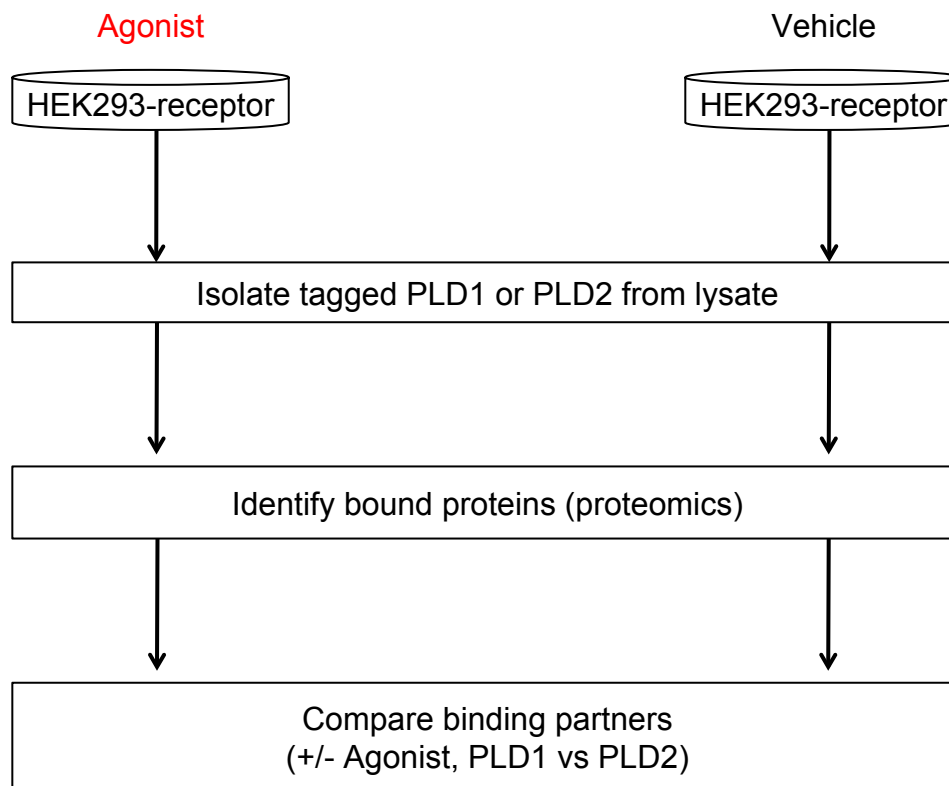 Agonist
Vehicle
HEK293-receptor
HEK293-receptor
Isolate tagged PLD1 or PLD2 from lysate
Identify bound proteins (proteomics)
Compare binding partners
(+/- Agonist, PLD1 vs PLD2)